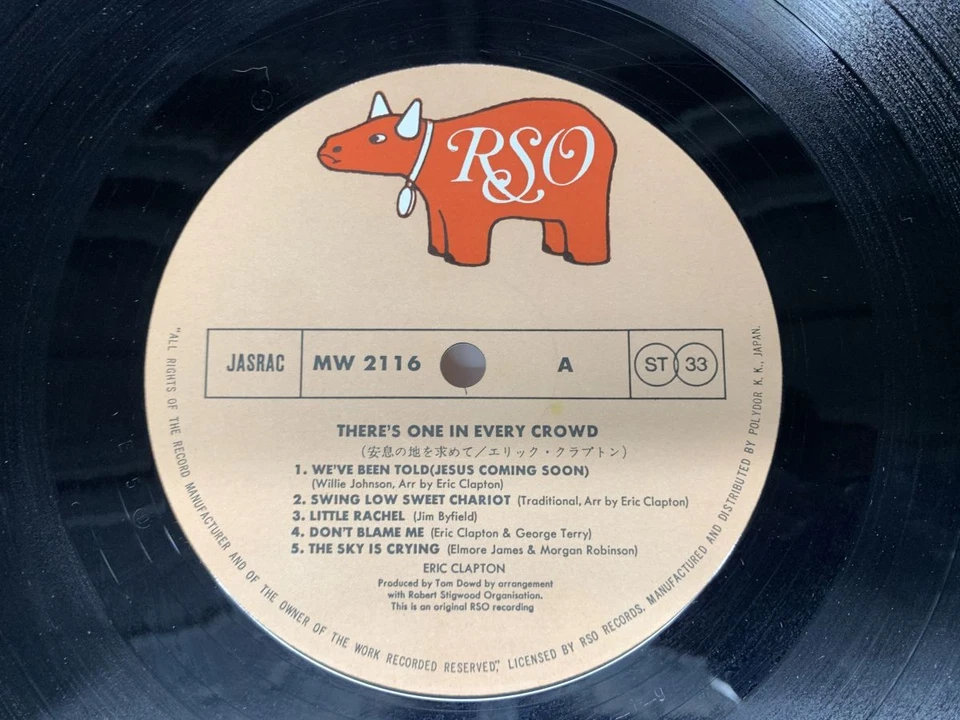 RSO
JASRAC
MW 2116
A
ST 33
THERE'S ONE IN EVERY CROWD
(安息の地を求めて/エリック・クラプトン)
1. WE'VE BEEN TOLD(JESUS COMING SOON)
(Willie Johnson, Arr by Eric Clapton)
2. SWING LOW SWEET CHARIOT (Traditional, Arr by Eric Clapton)
3. LITTLE RACHEL (Jim Byfield)
4. DON'T BLAME ME (Eric Clapton & George Terry)
5. THE SKY IS CRYING (Elmore James & Morgan Robinson)
ERIC CLAPTON
Produced by Tom Dowd by arrangement
with Robert Stigwood Organisation.
This is an original RSO recording
"ALL RIGHTS OF THE RECORD MANUFACTURER AND OF THE OWNER OF THE WORK RECORDED RESERVED," LICENSED BY RSO RECORDS, MANUFACTURED AND DISTRIBUTED BY POLYDOR K. K., JAPAN.